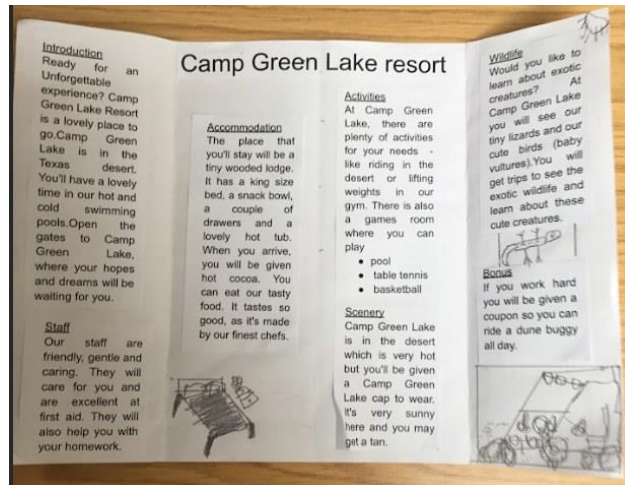 Camp Green Lake resort
Introduction
Ready for an
Unforgettable
experience? Camp
Green Lake Resort
is a lovely place to
go.Camp Green
Lake is in the
Texas desert.
You'll have a lovely
time in our hot and
cold swimming
pools.Open the
gates to Camp
Green Lake,
where your hopes
and dreams will be
waiting for you.
Staff
Our staff are
friendly, gentle and
caring. They will
care for you and
are excellent at
first aid. They will
also help you with
your homework.
Accommodation
The place that
you'll stay will be a
tiny wooded lodge.
It has a king size
bed, a snack bowl,
a couple of
drawers and a
lovely hot tub.
When you arrive,
you will be given
hot cocoa. You
can eat our tasty
food. It tastes so
good, as it's made
by our finest chefs.
Activities
At Camp Green
Lake, there are
plenty of activities
for your needs -
like riding in the
desert or lifting
weights in our
gym. There is also
a games room
where you can
play
• pool
• table tennis
• basketball
Scenery
Camp Green Lake
is in the desert
which is very hot
but you'll be given
a Camp Green
Lake cap to wear.
It's very sunny
here and you may
get a tan.
Wildlife
Would you like to
learn about exotic
creatures? At
Camp Green Lake
you will see our
tiny lizards and our
cute birds (baby
vultures).You will
get trips to see the
exotic wildlife and
learn about these
cute creatures.
Bonus
If you work hard
you will be given a
coupon so you can
ride a dune buggy
all day.